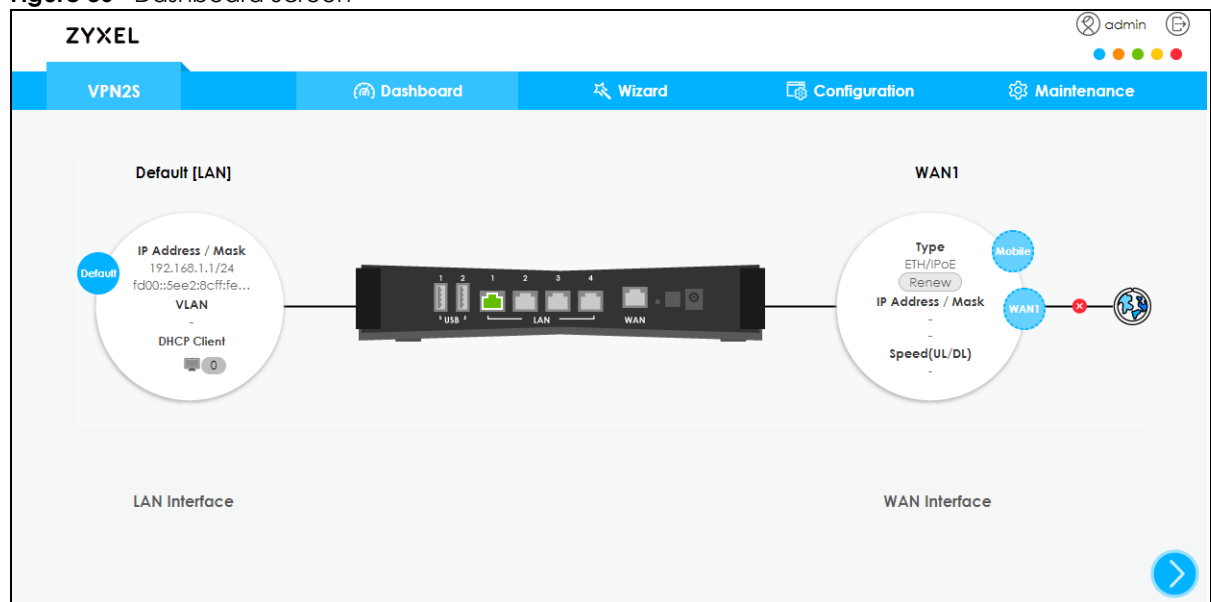 ZYXEL
admin
VPN2S
Dashboard
Wizard
Configuration
Maintenance
Default [LAN]
WAN1
Default
IP Address / Mask
192.168.1.1/24
fd00::5ee2:8cff:fe...
VLAN
-
DHCP Client
0
1 2 1 2 3 4
USB LAN WAN
Type
ETH/IPoE
Renew
IP Address / Mask
-
-
Speed(UL/DL)
-
Mobile
WAN1
LAN Interface
WAN Interface